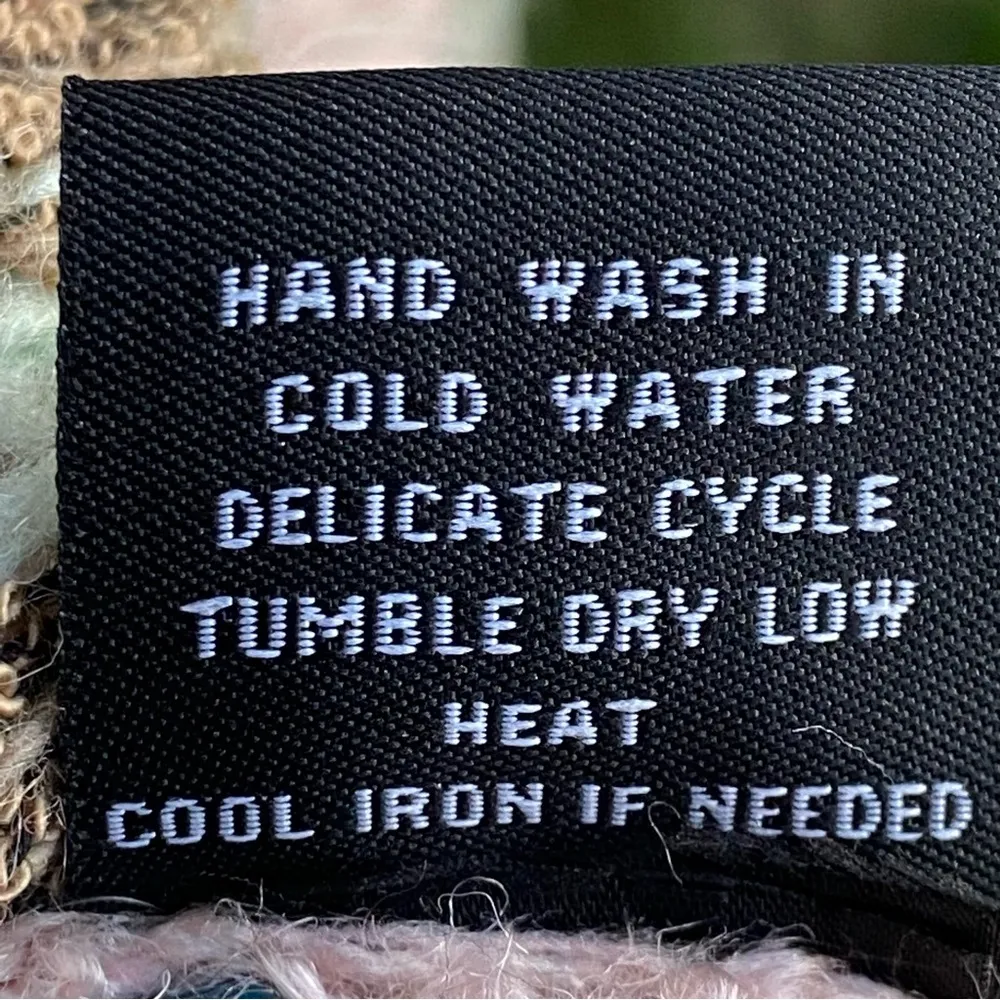 HAND WASH IN
COLD WATER
DELICATE CYCLE
TUMBLE DRY LOW
HEAT
COOL IRON IF NEEDED